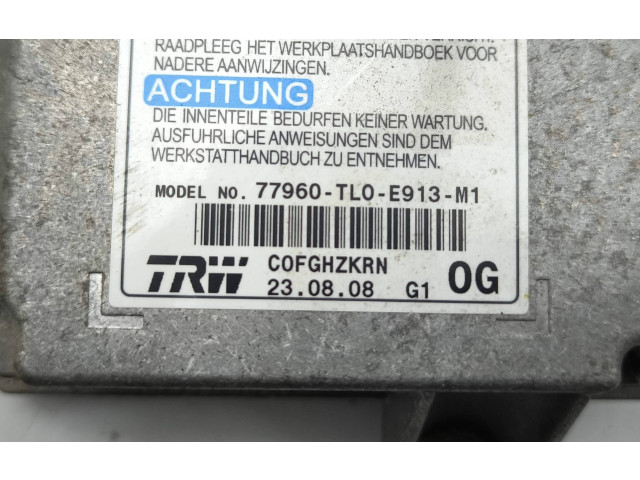 RAADPLEEG HET WERKPLAATSHANDBOEK VOOR
NADERE AANWIJZINGEN.
ACHTUNG
DIE INNENTEILE BEDURFEN KEINER WARTUNG.
AUSFUHRLICHE ANWEISUNGEN SIND DEM
WERKSTATTHANDBUCH ZU ENTNEHMEN.
MODEL NO. 77960-TL0-E913-M1
TRW
C0FGHZKRN
23.08.08 G1 0G